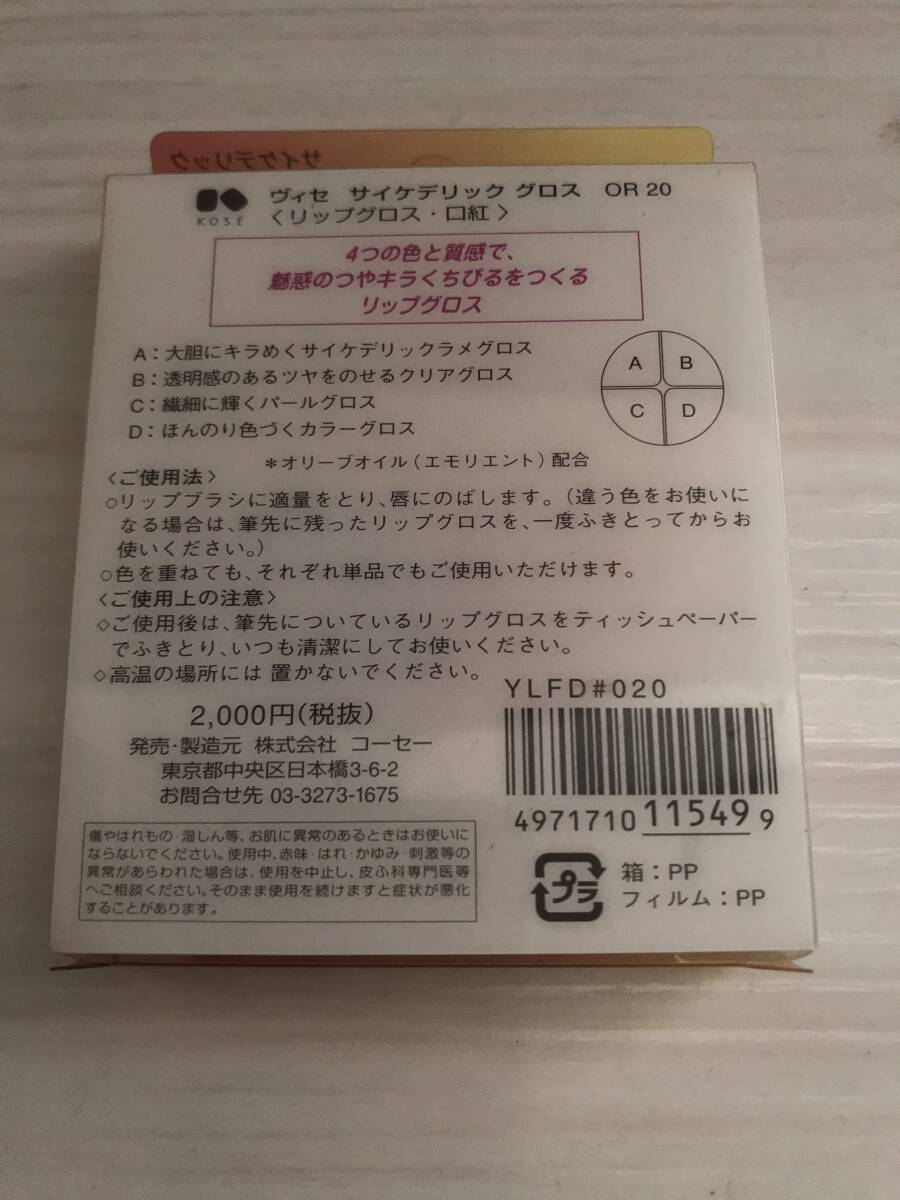 サイケデリック
KOSÉ
ヴィセ サイケデリック グロス OR 20
〈リップグロス・口紅〉
4つの色と質感で、
魅惑のつやキラくちびるをつくる
リップグロス
A：大胆にキラめくサイケデリックラメグロス
B：透明感のあるツヤをのせるクリアグロス
C：繊細に輝くパールグロス
D：ほんのり色づくカラーグロス
A B
C D
＊オリーブオイル（エモリエント）配合
〈ご使用法〉
○リップブラシに適量をとり、唇にのばします。（違う色をお使いに
なる場合は、筆先に残ったリップグロスを、一度ふきとってからお
使いください。）
○色を重ねても、それぞれ単品でもご使用いただけます。
〈ご使用上の注意〉
◇ご使用後は、筆先についているリップグロスをティッシュペーパー
でふきとり、いつも清潔にしてお使いください。
◇高温の場所には 置かないでください。
YLFD#020
2,000円（税抜）
発売・製造元 株式会社 コーセー
東京都中央区日本橋3-6-2
お問合せ先 03-3273-1675
4971710 11549 9
傷やはれもの・湿しん等、お肌に異常のあるときはお使いに
ならないでください。使用中、赤味・はれ・かゆみ・刺激等の
異常があらわれた場合は、使用を中止し、皮ふ科専門医等
へご相談ください。そのまま使用を続けますと症状が悪化
することがあります。
プラ
箱：PP
フィルム：PP